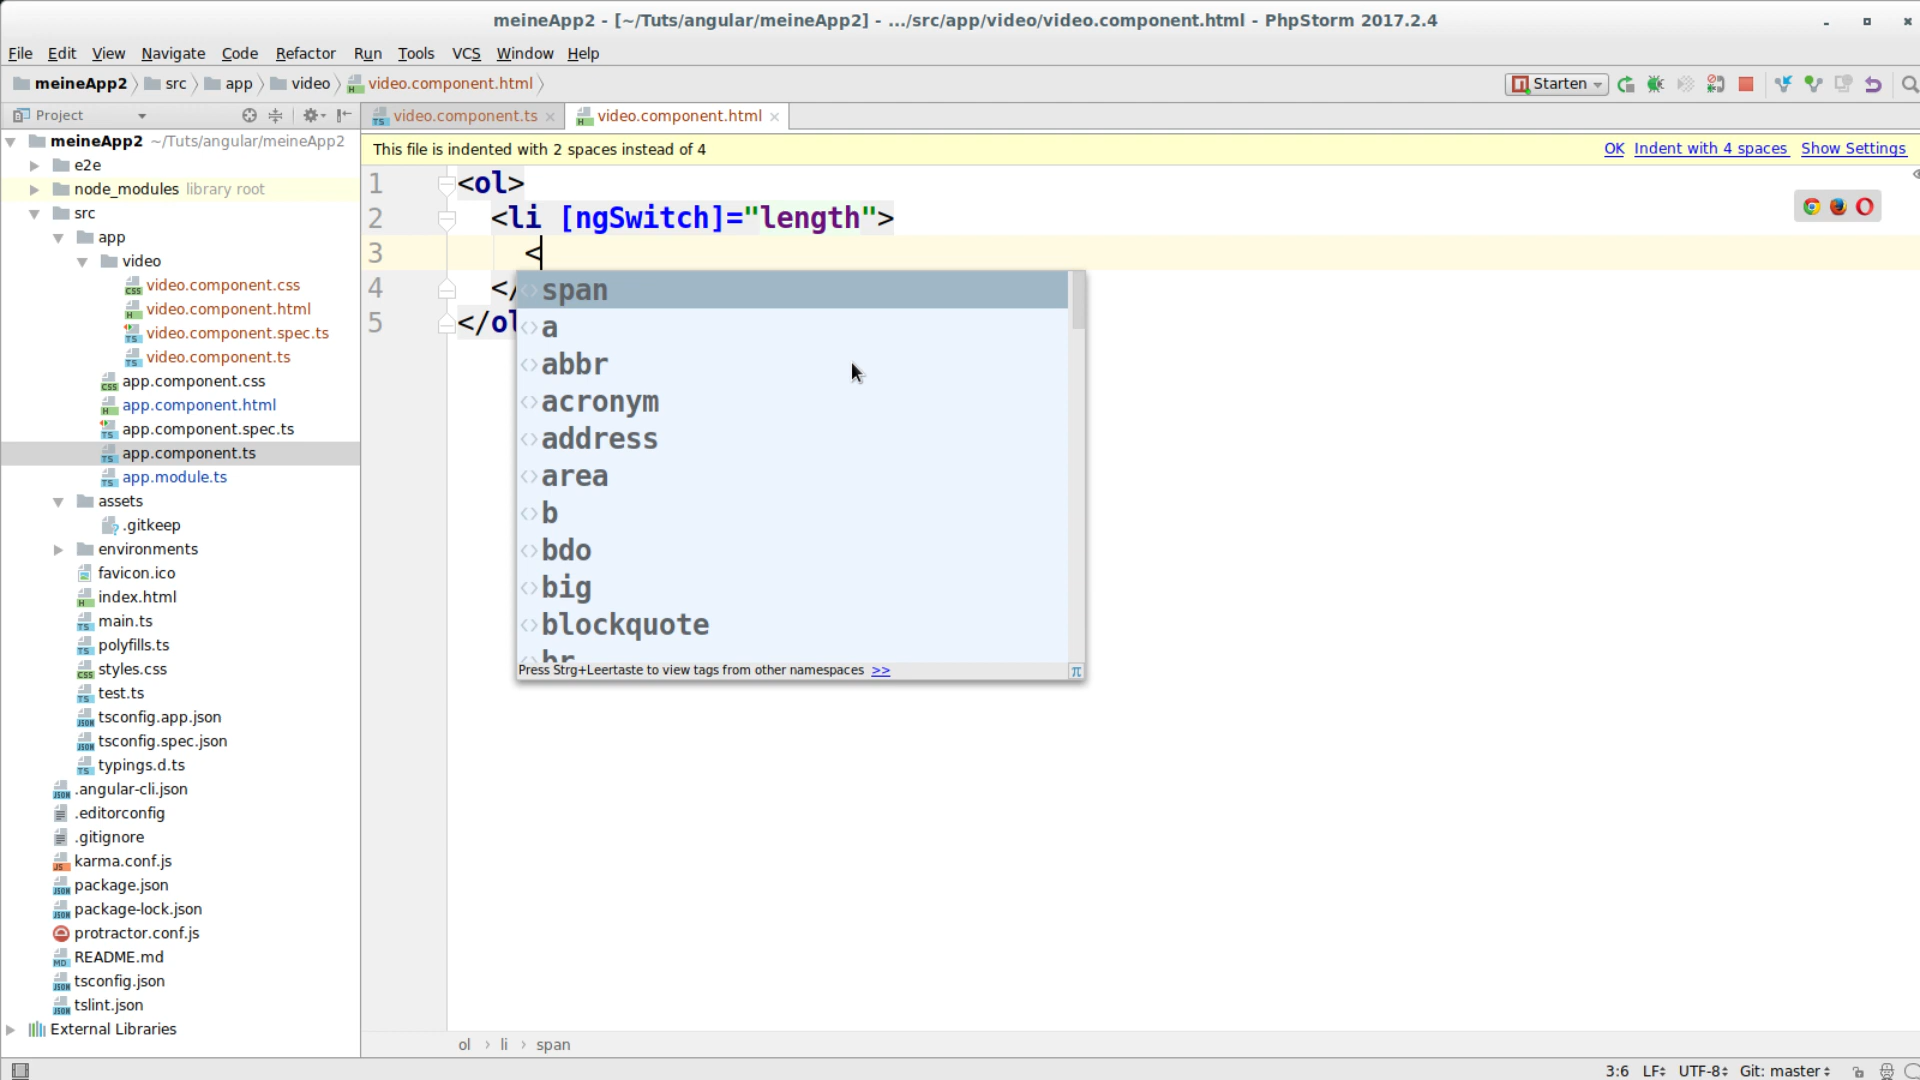 meineApp2 - [~/Tuts/angular/meineApp2] - .../src/app/video/video.component.html - PhpStorm 2017.2.4
File Edit View Navigate Code Refactor Run Tools VCS Window Help
meineApp2 src app video video.component.html Starten
Project
video.component.ts video.component.html
meineApp2 ~/Tuts/angular/meineApp2
e2e
node_modules library root
src
app
video
video.component.css
video.component.html
video.component.spec.ts
video.component.ts
app.component.css
app.component.html
app.component.spec.ts
app.component.ts
app.module.ts
assets
.gitkeep
environments
favicon.ico
index.html
main.ts
polyfills.ts
styles.css
test.ts
tsconfig.app.json
tsconfig.spec.json
typings.d.ts
.angular-cli.json
.editorconfig
.gitignore
karma.conf.js
package.json
package-lock.json
protractor.conf.js
README.md
tsconfig.json
tslint.json
External Libraries
This file is indented with 2 spaces instead of 4 OK Indent with 4 spaces Show Settings
1 <ol>
2 <li [ngSwitch]="length">
3 <
4 </
5 </ol
span
a
abbr
acronym
address
area
b
bdo
big
blockquote
br
Press Strg+Leertaste to view tags from other namespaces >> π
ol › li › span
3:6 LF UTF-8 Git: master